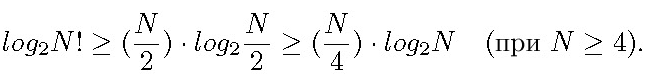 log₂N! ≥ (N/2) · log₂ N/2 ≥ (N/4) · log₂N (при N ≥ 4).